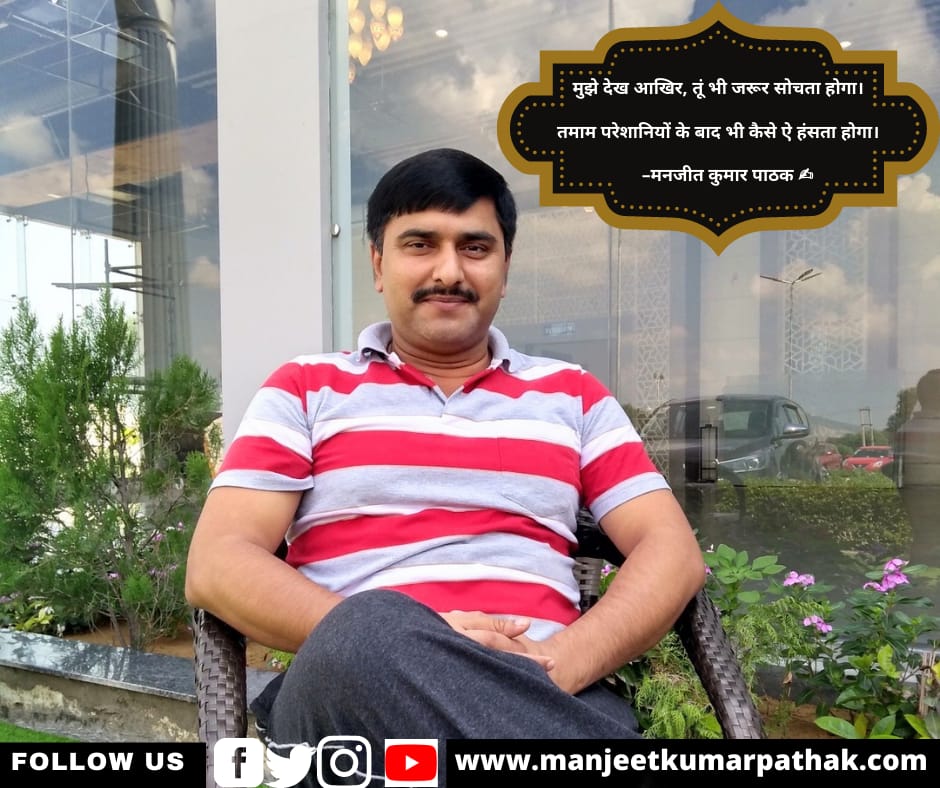 मुझे देख आखिर, तूं भी जरूर सोचता होगा।
तमाम परेशानियों के बाद भी कैसे ऐ हंसता होगा।
–मनजीत कुमार पाठक ✍
FOLLOW US
www.manjeetkumarpathak.com